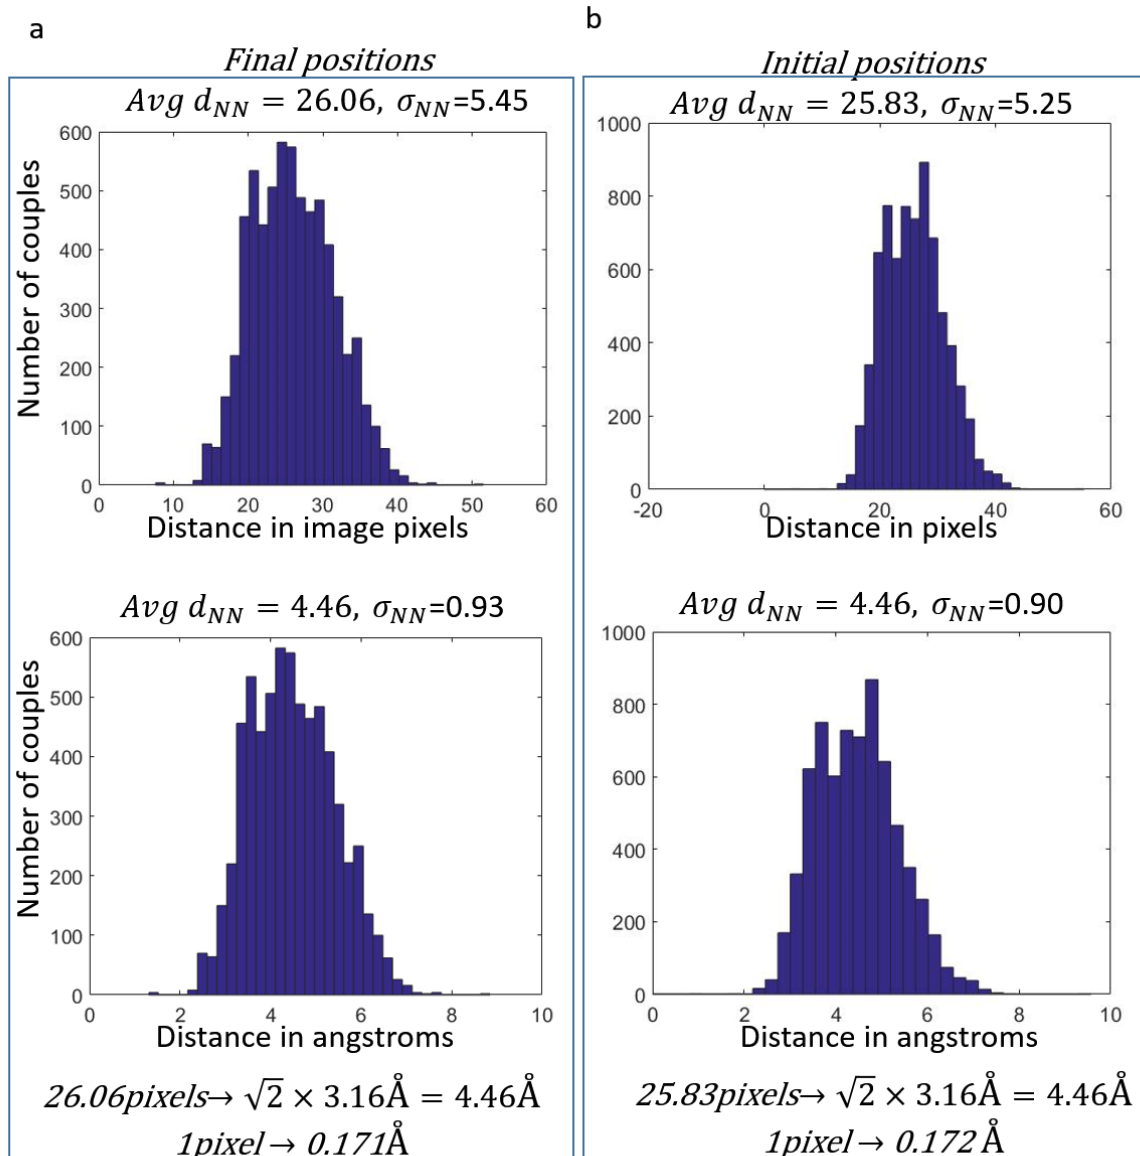 a
Final positions
Avg d_NN = 26.06, σ_NN=5.45
600
500
400
300
200
100
0
Number of couples
0 10 20 30 40 50 60
Distance in image pixels
Avg d_NN = 4.46, σ_NN=0.93
600
500
400
300
200
100
0
Number of couples
0 2 4 6 8 10
Distance in angstroms
26.06pixels→ √2 × 3.16Å = 4.46Å
1pixel → 0.171Å
b
Initial positions
Avg d_NN = 25.83, σ_NN=5.25
1000
800
600
400
200
0
-20 0 20 40 60
Distance in pixels
Avg d_NN = 4.46, σ_NN=0.90
1000
800
600
400
200
0
0 2 4 6 8 10
Distance in angstroms
25.83pixels→ √2 × 3.16Å = 4.46Å
1pixel → 0.172 Å